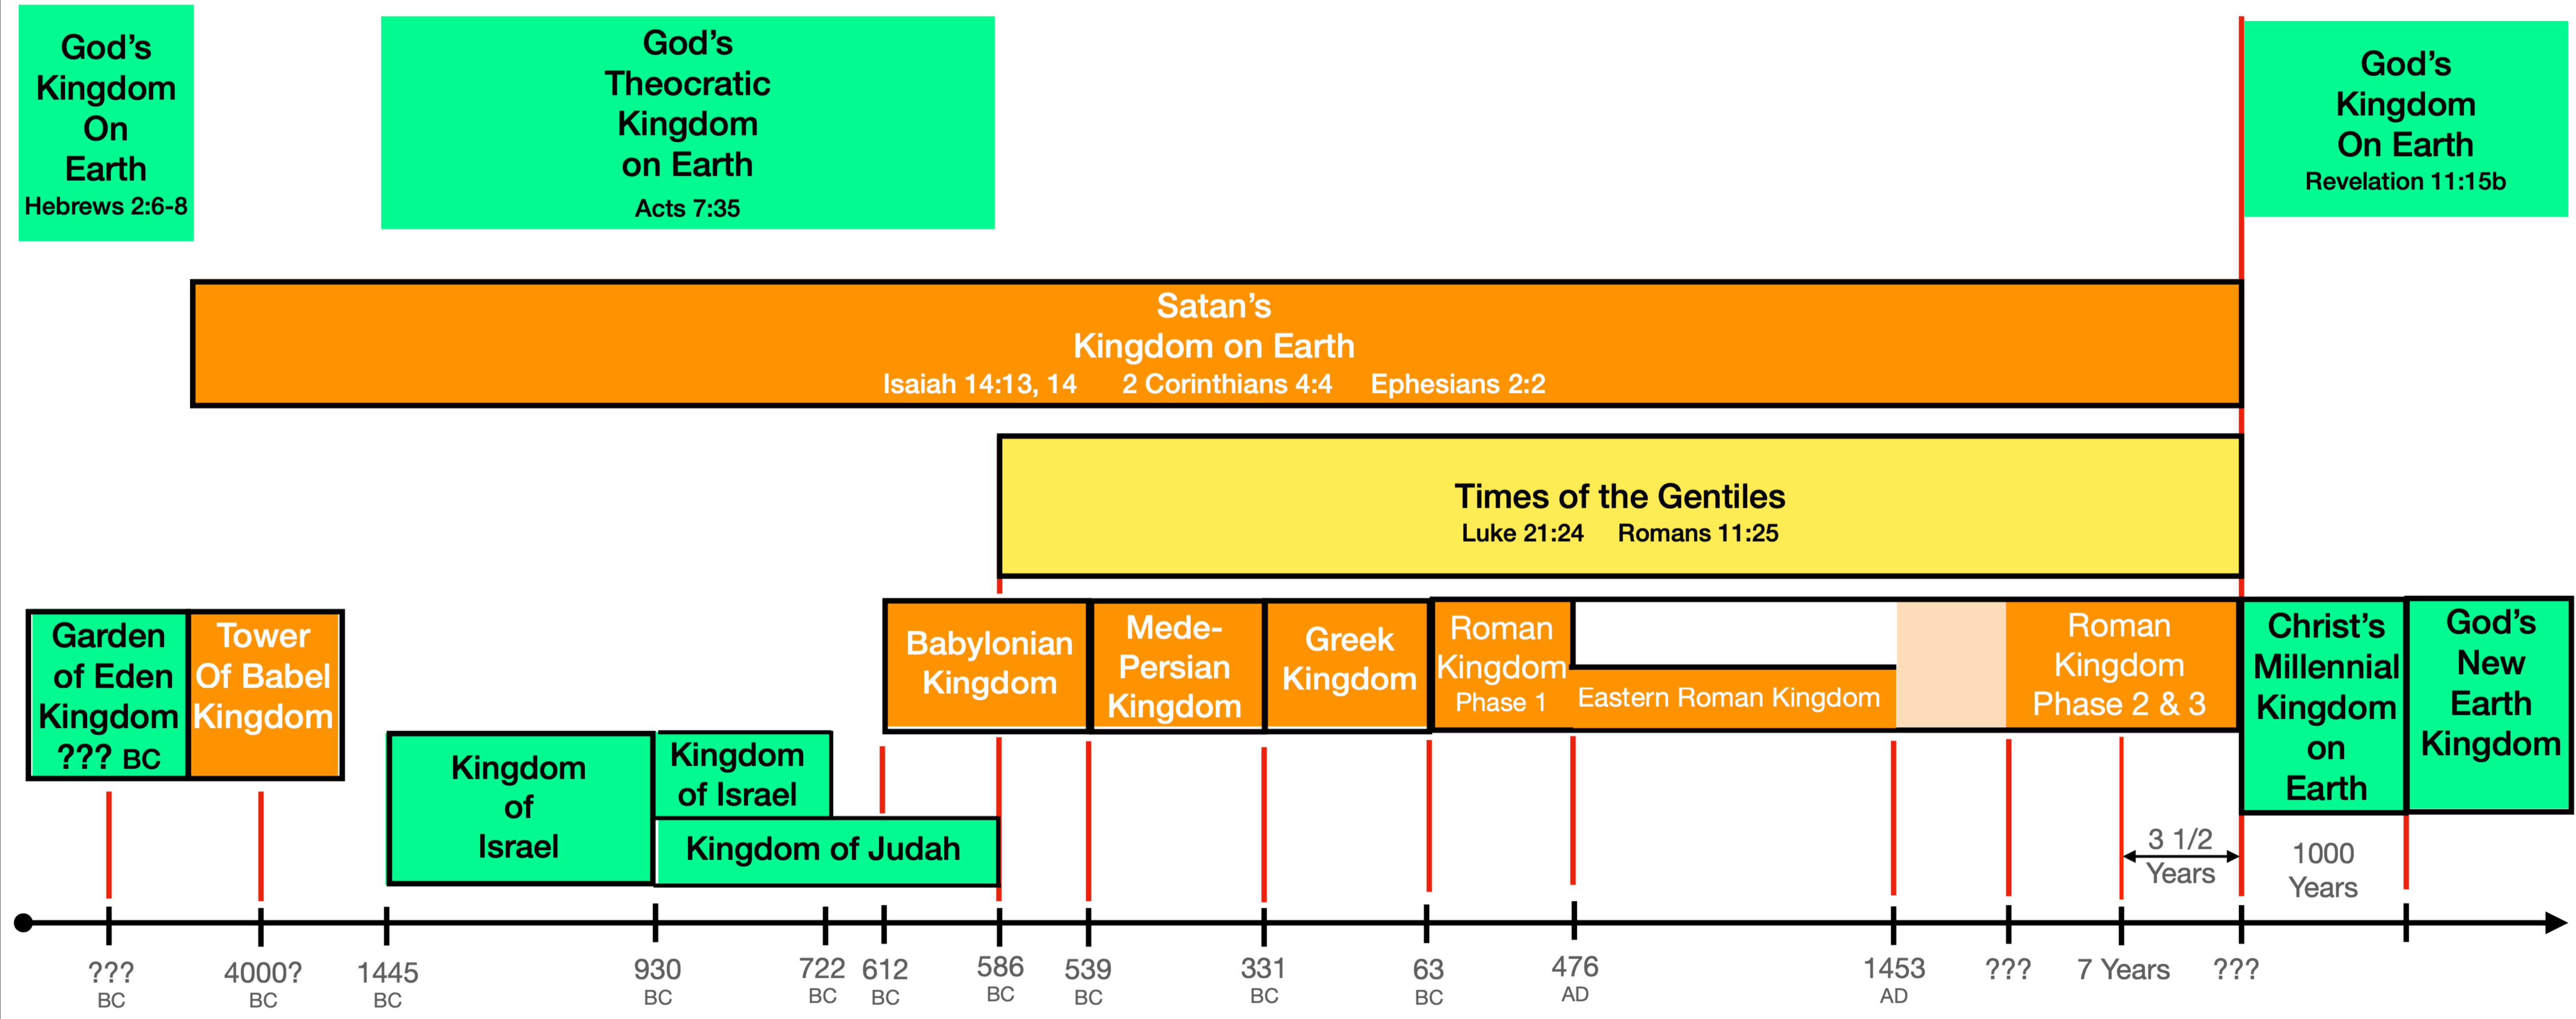 God’s
Kingdom
On
Earth
Hebrews 2:6-8
God’s
Theocratic
Kingdom
on Earth
Acts 7:35
God’s
Kingdom
On Earth
Revelation 11:15b
Satan’s
Kingdom on Earth
Isaiah 14:13, 14 2 Corinthians 4:4 Ephesians 2:2
Times of the Gentiles
Luke 21:24 Romans 11:25
Garden
of Eden
Kingdom
??? BC
Tower
Of Babel
Kingdom
Kingdom
of
Israel
Kingdom
of Israel
Kingdom of Judah
Babylonian
Kingdom
Mede-
Persian
Kingdom
Greek
Kingdom
Roman
Kingdom
Phase 1
Eastern Roman Kingdom
Roman
Kingdom
Phase 2 & 3
Christ’s
Millennial
Kingdom
on
Earth
God’s
New
Earth
Kingdom
3 1/2
Years
1000
Years
???
BC
4000?
BC
1445
BC
930
BC
722
BC
612
BC
586
BC
539
BC
331
BC
63
BC
476
AD
1453
AD
???
7 Years
???